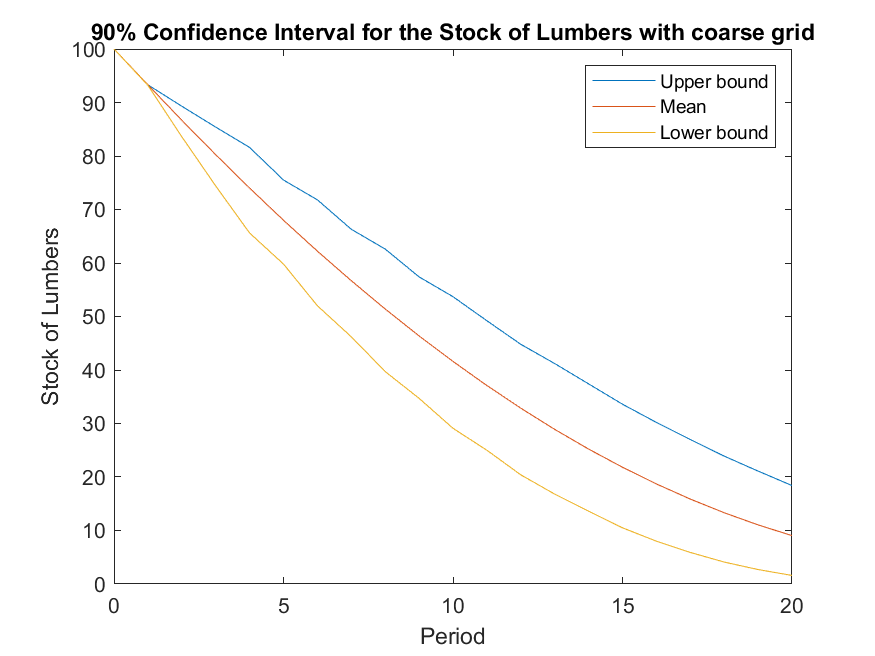 90% Confidence Interval for the Stock of Lumbers with coarse grid
100
90
80
70
60
50
40
30
20
10
0
Stock of Lumbers
Upper bound
Mean
Lower bound
0 5 10 15 20
Period